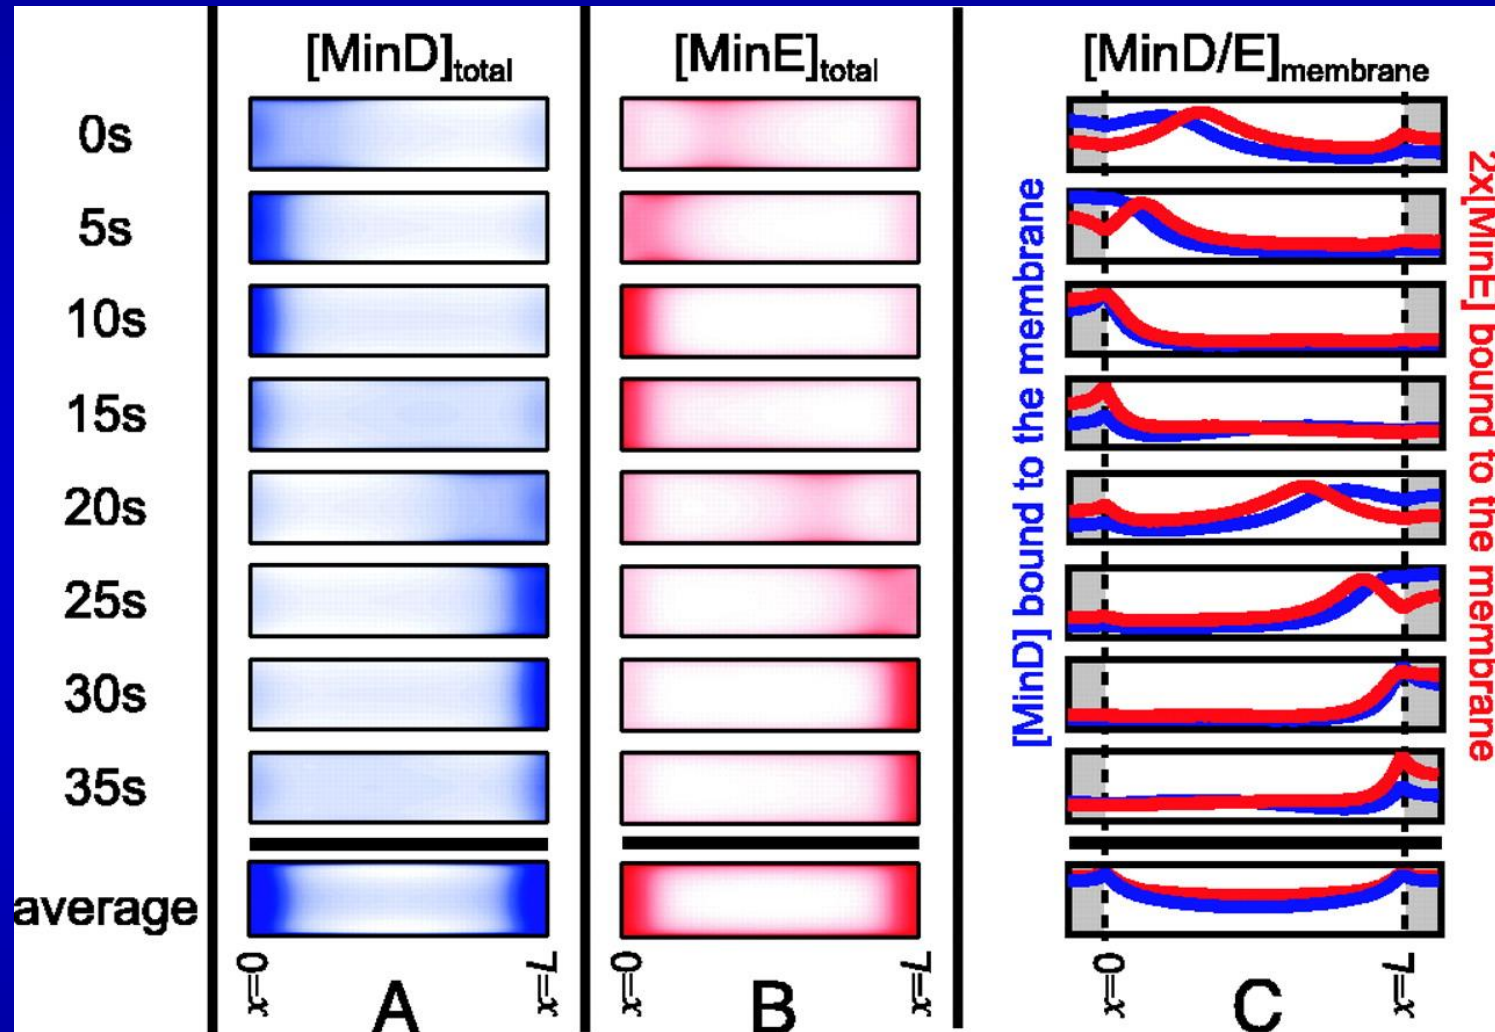 [MinD]total
[MinE]total
[MinD/E]membrane
0s
5s
10s
15s
20s
25s
30s
35s
average
[MinD] bound to the membrane
2x[MinE] bound to the membrane
x=0
x=L
x=0
x=L
x=0
x=L
A
B
C